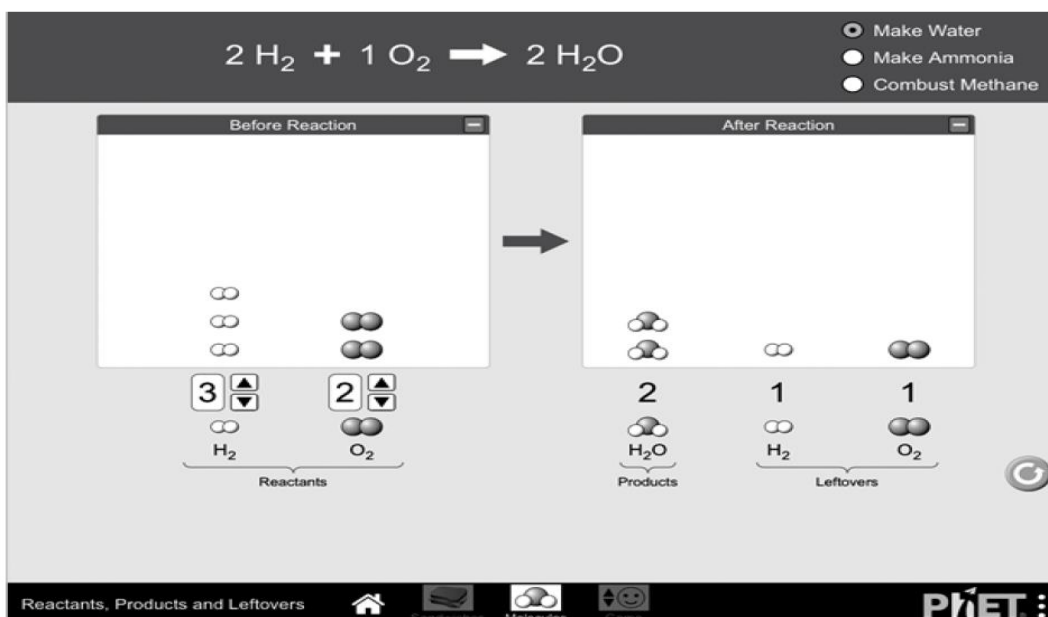 2 H₂ + 1 O₂ → 2 H₂O
Make Water
Make Ammonia
Combust Methane
Before Reaction
After Reaction
3 2
H₂ O₂
Reactants
2 1 1
H₂O H₂ O₂
Products Leftovers
Reactants, Products and Leftovers
Molecules
PhET